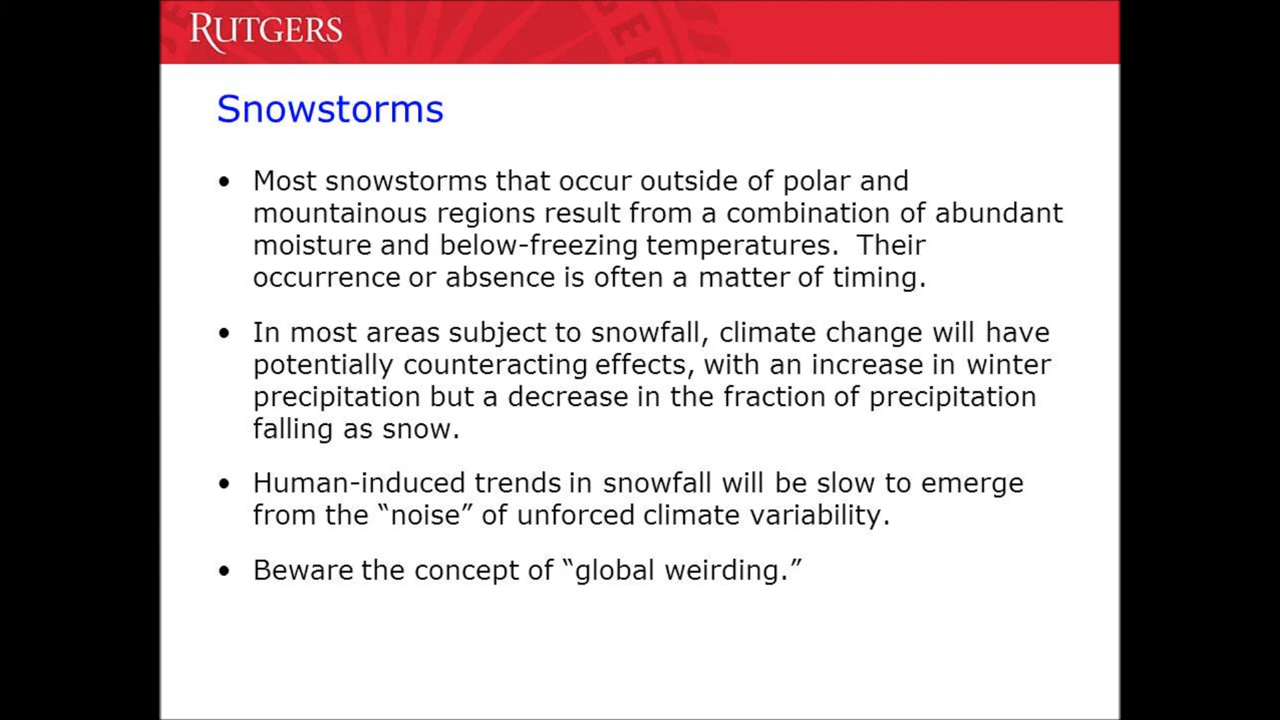 RUTGERS
Snowstorms
• Most snowstorms that occur outside of polar and
mountainous regions result from a combination of abundant
moisture and below-freezing temperatures.  Their
occurrence or absence is often a matter of timing.
• In most areas subject to snowfall, climate change will have
potentially counteracting effects, with an increase in winter
precipitation but a decrease in the fraction of precipitation
falling as snow.
• Human-induced trends in snowfall will be slow to emerge
from the “noise” of unforced climate variability.
• Beware the concept of “global weirding.”